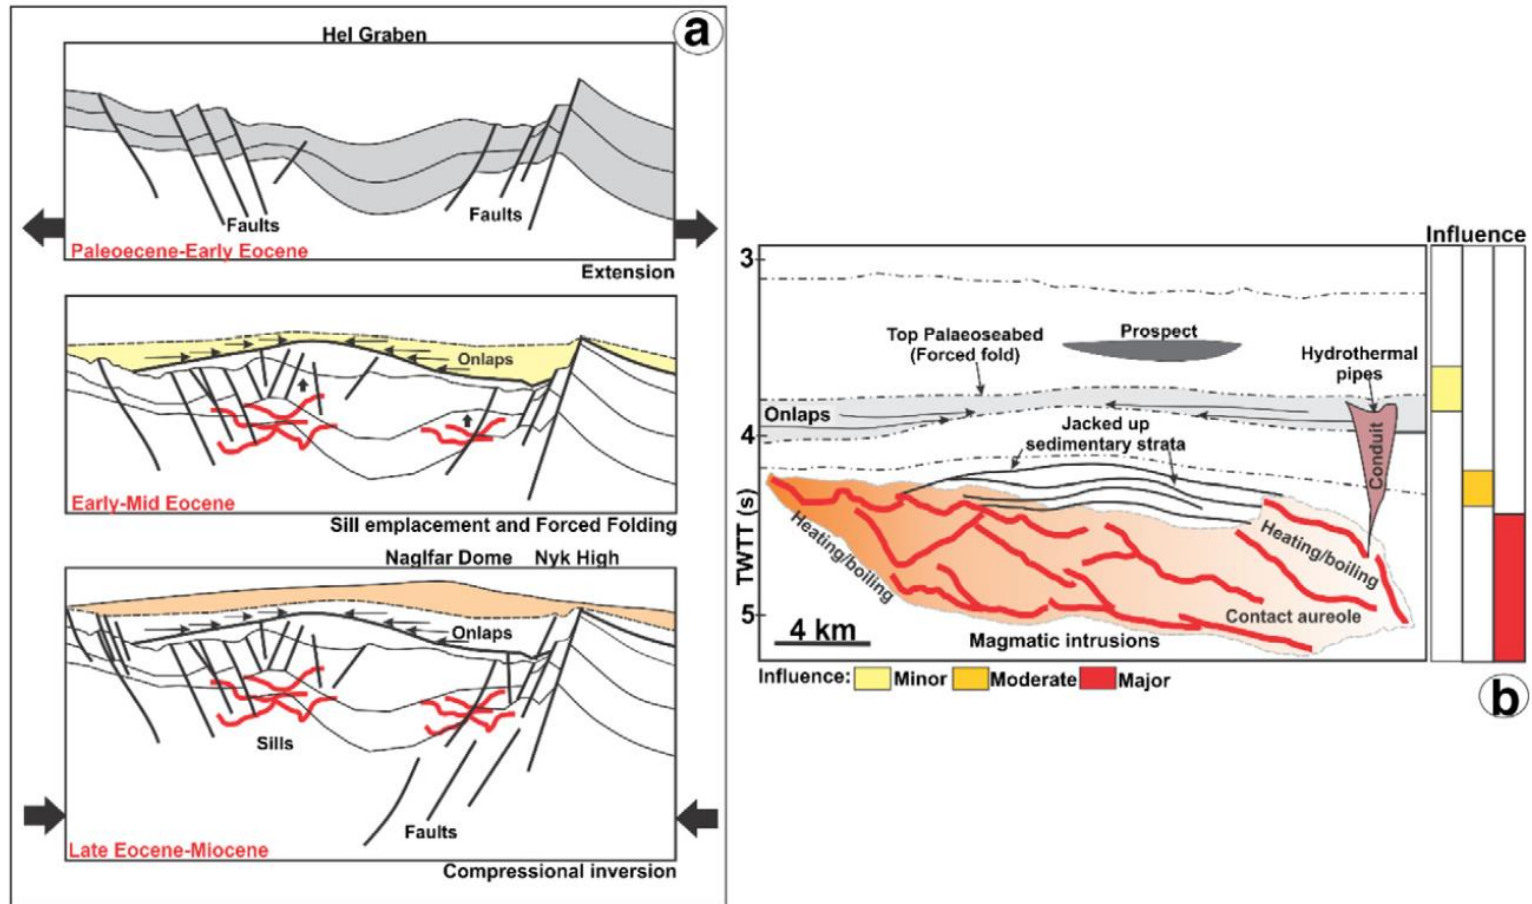 a
Hel Graben
Faults
Faults
Paleoecene-Early Eocene
Extension
Onlaps
Early-Mid Eocene
Sill emplacement and Forced Folding
Naglfar Dome Nyk High
Onlaps
Sills
Faults
Late Eocene-Miocene
Compressional inversion
Influence
3
Top Palaeoseabed
(Forced fold)
Prospect
Hydrothermal
pipes
Onlaps
4
Jacked up
sedimentary strata
Conduit
TWTT (s)
Heating/boiling
Heating/boiling
Contact aureole
5
4 km
Magmatic intrusions
Influence: Minor Moderate Major
b